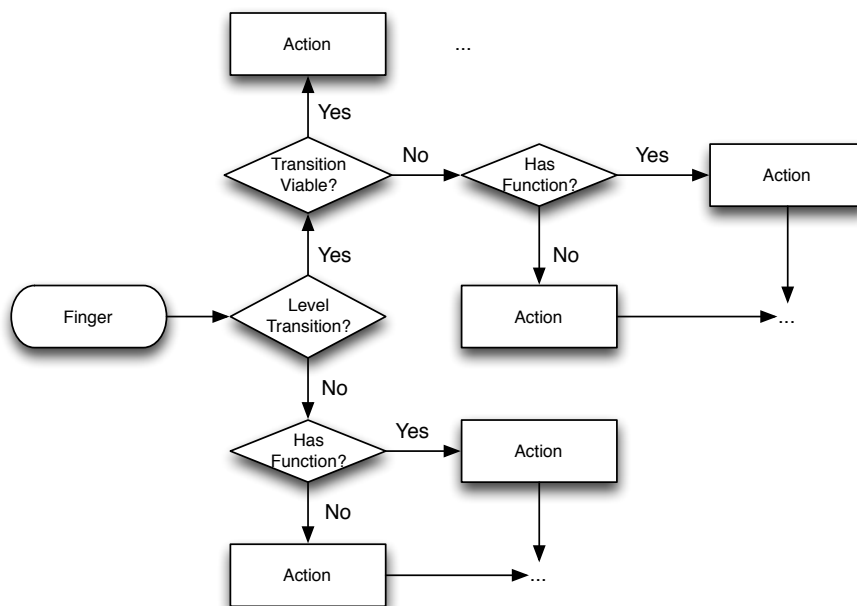 Action
...
Yes
Transition
Viable?
No
Has
Function?
Yes
Action
Yes
No
Finger
Level
Transition?
Action
...
No
Has
Function?
Yes
Action
No
Action
...